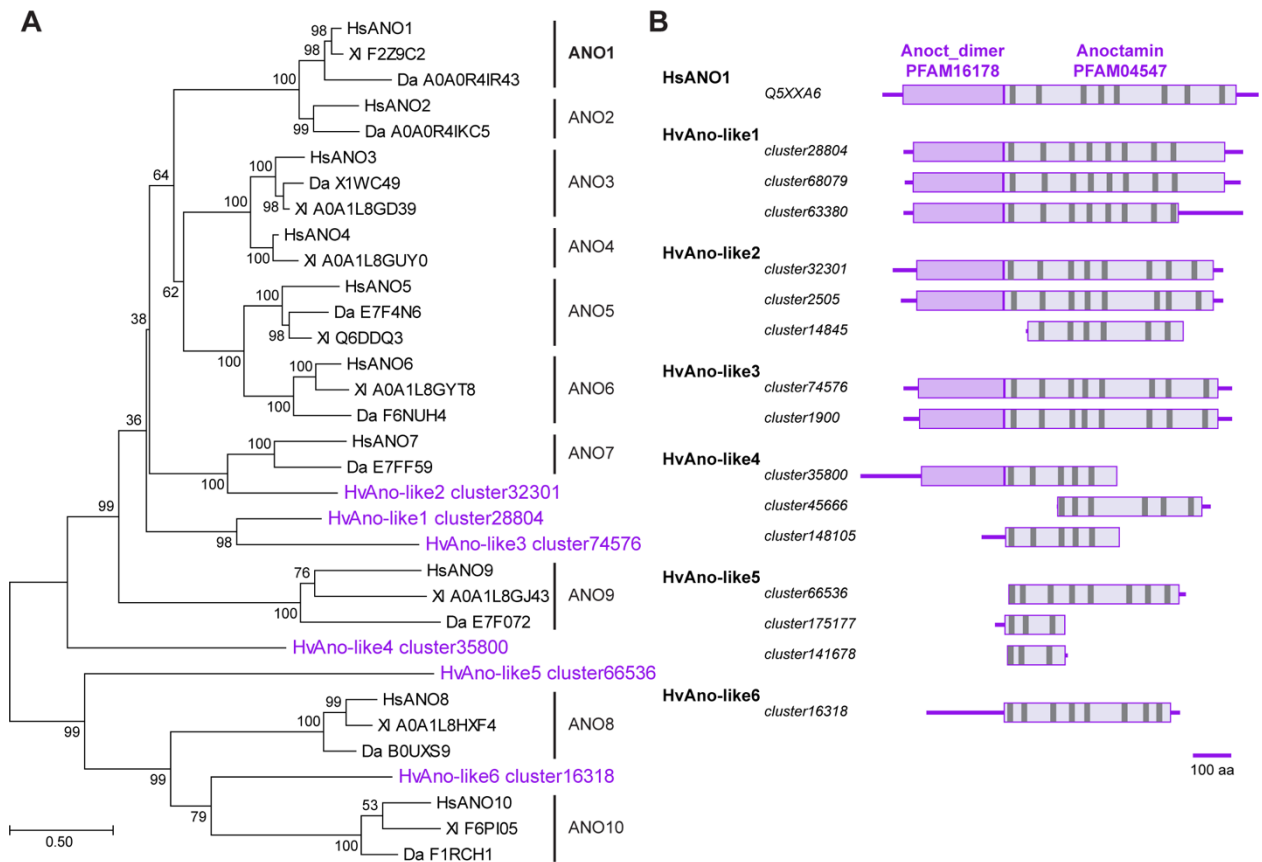 A
HsANO1
Xl F2Z9C2
Da A0A0R4IR43
ANO1
HsANO2
Da A0A0R4IKC5
ANO2
HsANO3
Da X1WC49
Xl A0A1L8GD39
ANO3
HsANO4
Xl A0A1L8GUY0
ANO4
HsANO5
Da E7F4N6
Xl Q6DDQ3
ANO5
HsANO6
Xl A0A1L8GYT8
Da F6NUH4
ANO6
HsANO7
Da E7FF59
ANO7
HvAno-like2 cluster32301
HvAno-like1 cluster28804
HvAno-like3 cluster74576
HsANO9
Xl A0A1L8GJ43
Da E7F072
ANO9
HvAno-like4 cluster35800
HvAno-like5 cluster66536
HsANO8
Xl A0A1L8HXF4
Da B0UXS9
ANO8
HvAno-like6 cluster16318
HsANO10
Xl F6PI05
Da F1RCH1
ANO10
98
98
100
99
64
100
98
100
100
62
100
98
100
100
100
38
100
100
36
98
99
76
100
99
99
100
99
79
53
100
0.50
B
Anoct_dimer
PFAM16178
Anoctamin
PFAM04547
HsANO1
Q5XXA6
HvAno-like1
cluster28804
cluster68079
cluster63380
HvAno-like2
cluster32301
cluster2505
cluster14845
HvAno-like3
cluster74576
cluster1900
HvAno-like4
cluster35800
cluster45666
cluster148105
HvAno-like5
cluster66536
cluster175177
cluster141678
HvAno-like6
cluster16318
100 aa